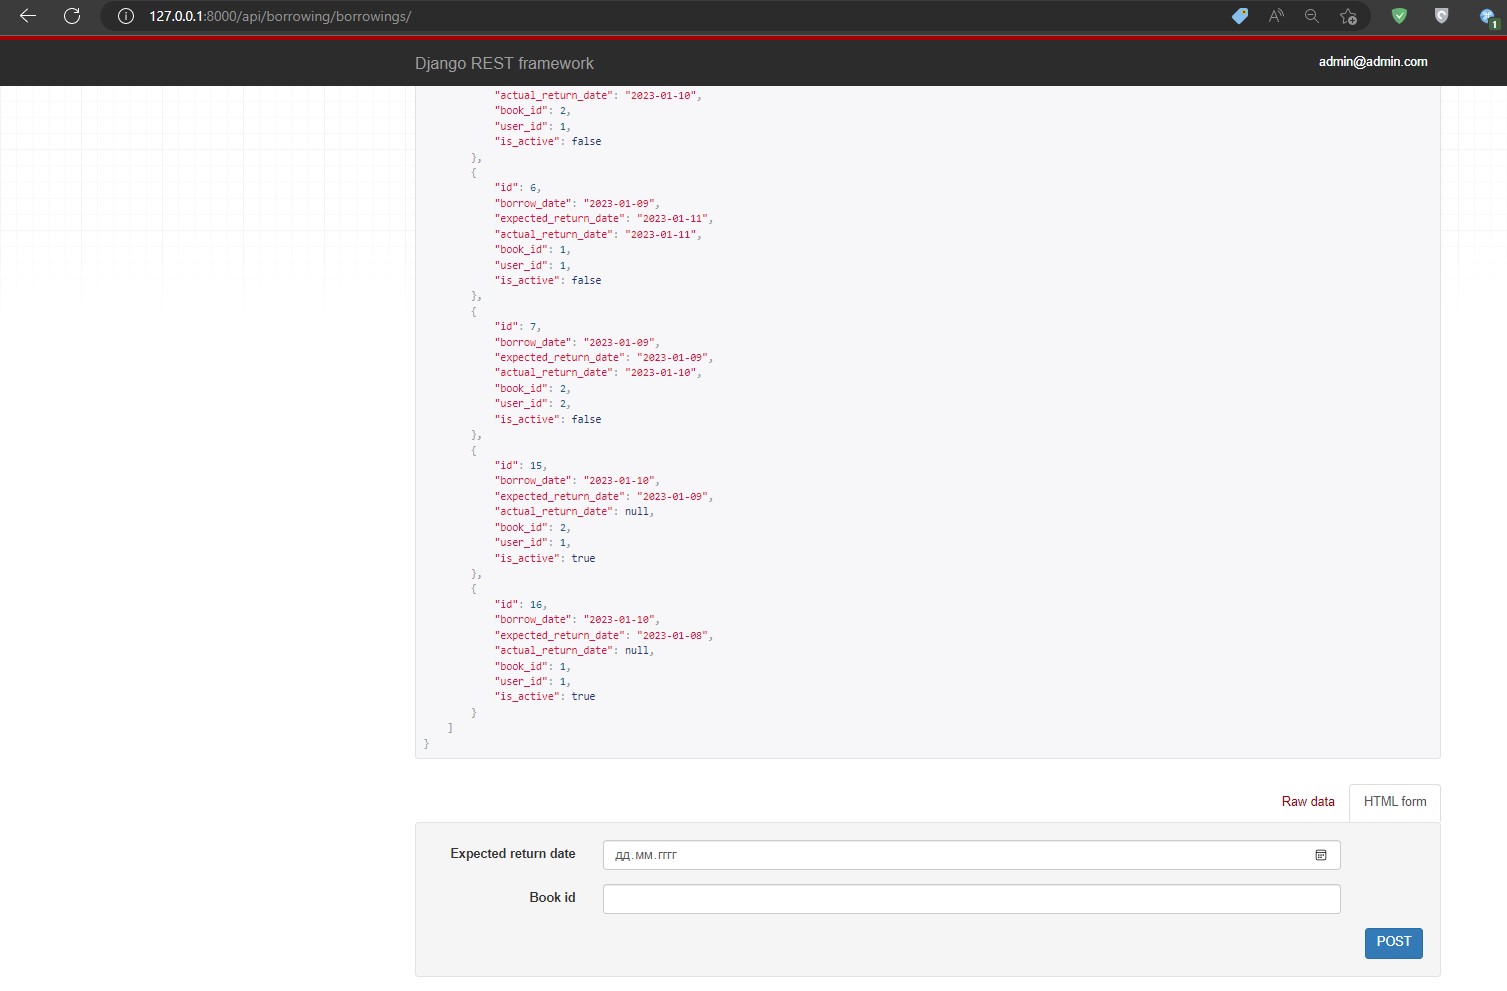 127.0.0.1:8000/api/borrowing/borrowings/
1
Django REST framework
admin@admin.com
"actual_return_date": "2023-01-10",
"book_id": 2,
"user_id": 1,
"is_active": false
},
{
"id": 6,
"borrow_date": "2023-01-09",
"expected_return_date": "2023-01-11",
"actual_return_date": "2023-01-11",
"book_id": 1,
"user_id": 1,
"is_active": false
},
{
"id": 7,
"borrow_date": "2023-01-09",
"expected_return_date": "2023-01-09",
"actual_return_date": "2023-01-10",
"book_id": 2,
"user_id": 2,
"is_active": false
},
{
"id": 15,
"borrow_date": "2023-01-10",
"expected_return_date": "2023-01-09",
"actual_return_date": null,
"book_id": 2,
"user_id": 1,
"is_active": true
},
{
"id": 16,
"borrow_date": "2023-01-10",
"expected_return_date": "2023-01-08",
"actual_return_date": null,
"book_id": 1,
"user_id": 1,
"is_active": true
}
]
}
Raw data
HTML form
Expected return date
дд.мм.гггг
Book id
POST